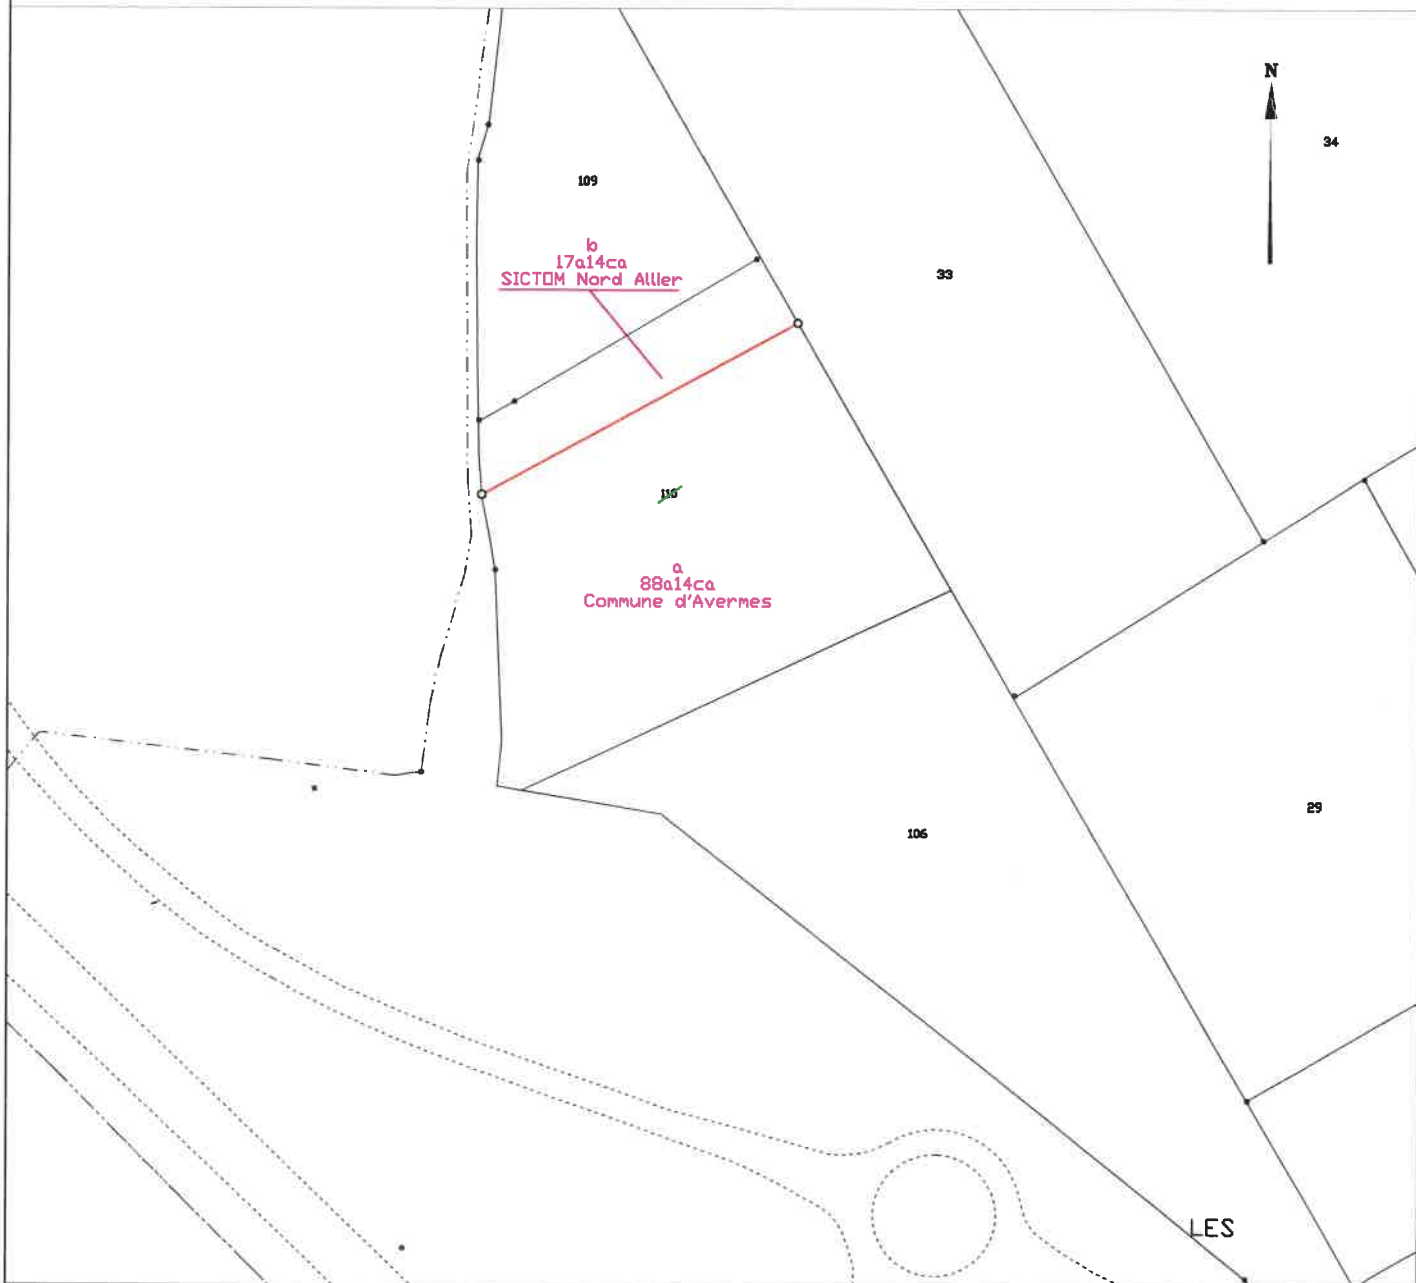 N
34
109
b
17a14ca
SICTOM Nord Allier
33
110
a
88a14ca
Commune d'Avermes
29
106
LES